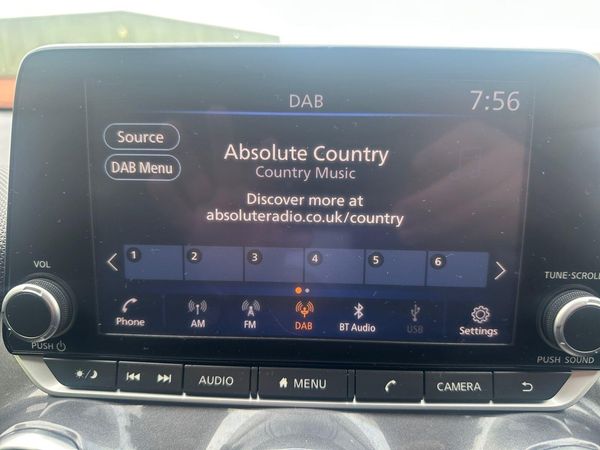 DAB
7:56
Source
DAB Menu
Absolute Country
Country Music
Discover more at
absoluteradio.co.uk/country
1 2 3 4 5 6
Phone AM FM DAB BT Audio USB Settings
VOL
PUSH
TUNE·SCROLL
PUSH SOUND
AUDIO MENU CAMERA